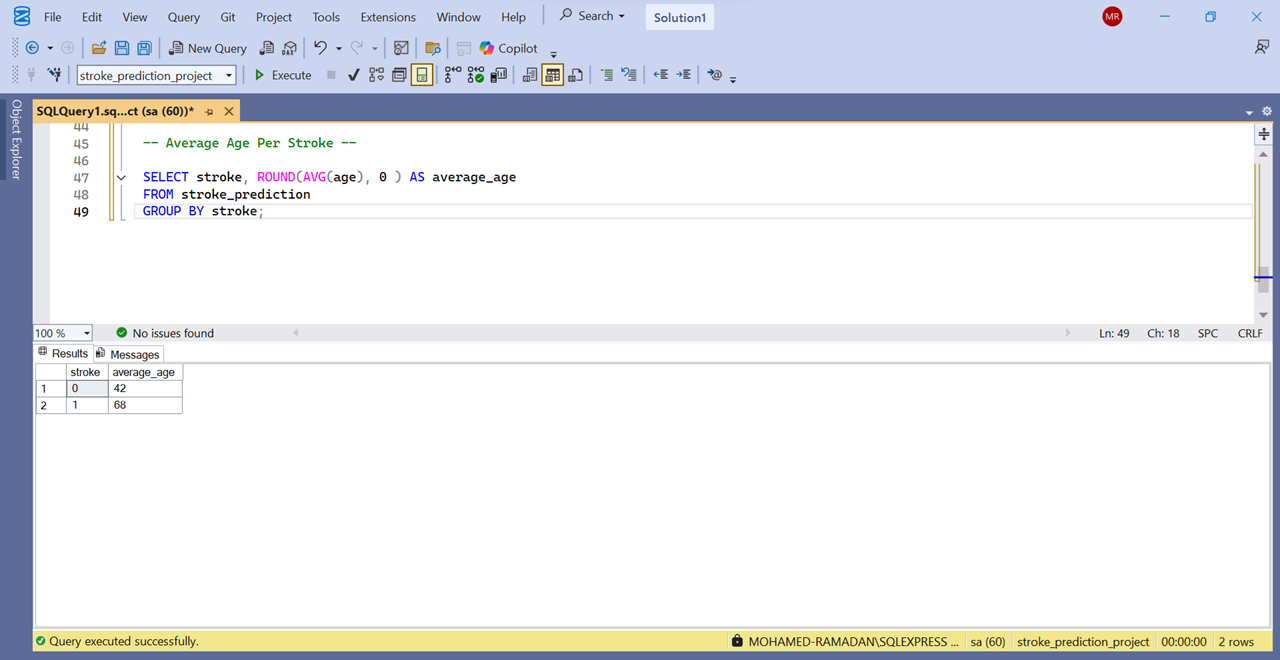 File Edit View Query Git Project Tools Extensions Window Help Search Solution1 MR
New Query DAX Copilot
stroke_prediction_project Execute
Object Explorer
SQLQuery1.sq...ct (sa (60))*
44
45 -- Average Age Per Stroke --
46
47 SELECT stroke, ROUND(AVG(age), 0 ) AS average_age
48 FROM stroke_prediction
49 GROUP BY stroke;
100 % No issues found Ln: 49 Ch: 18 SPC CRLF
Results Messages
stroke average_age
1 0 42
2 1 68
Query executed successfully. MOHAMED-RAMADAN\SQLEXPRESS ... sa (60) stroke_prediction_project 00:00:00 2 rows